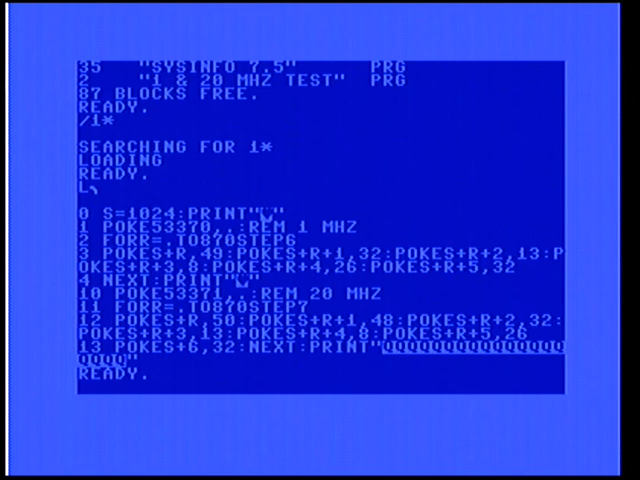 35   "SYSINFO 7.5"        PRG
2    "1 & 20 MHZ TEST"  PRG
87 BLOCKS FREE.
READY.
/1*
SEARCHING FOR 1*
LOADING
READY.
L
0 S=1024:PRINT"♥"
1 POKE53370,.:REM 1 MHZ
2 FORR=.TO870STEP6
3 POKES+R,49:POKES+R+1,32:POKES+R+2,13:P
OKES+R+3,8:POKES+R+4,26:POKES+R+5,32
4 NEXT:PRINT"♥"
10 POKE53371,.:REM 20 MHZ
11 FORR=.TO870STEP7
12 POKES+R,50:POKES+R+1,48:POKES+R+2,32:
POKES+R+3,13:POKES+R+4,8:POKES+R+5,26
13 POKES+6,32:NEXT:PRINT"QQQQQQQQQQQQQQQ
QQQQ"
READY.